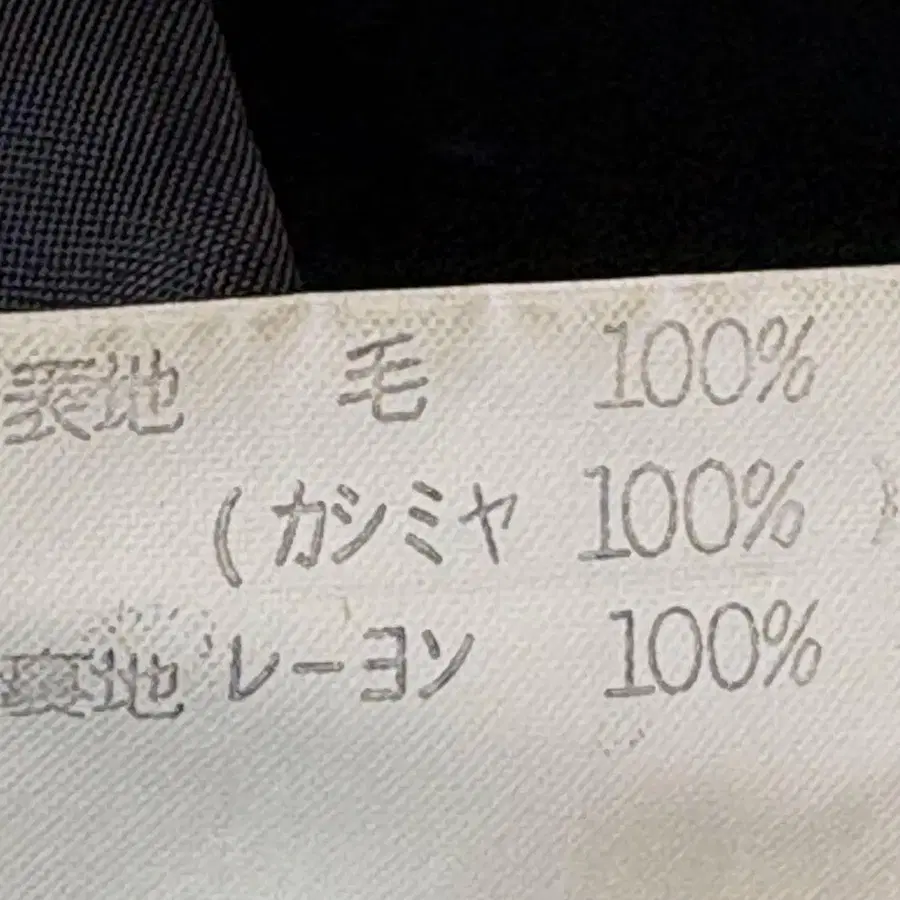 表地 毛 100%
(カシミヤ 100% )
裏地 レーヨン 100%